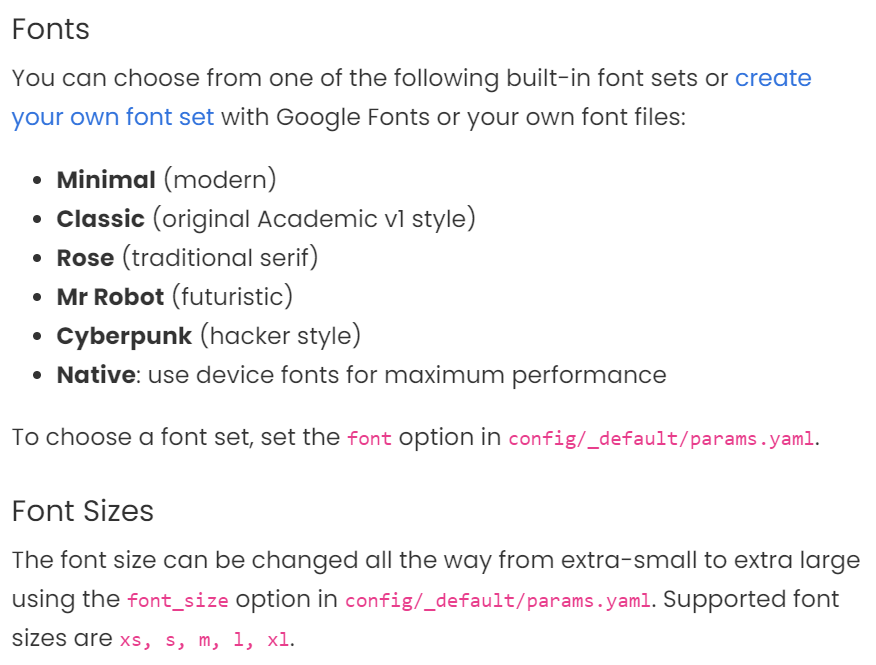 Fonts
You can choose from one of the following built-in font sets or create
your own font set with Google Fonts or your own font files:
• Minimal (modern)
• Classic (original Academic v1 style)
• Rose (traditional serif)
• Mr Robot (futuristic)
• Cyberpunk (hacker style)
• Native: use device fonts for maximum performance
To choose a font set, set the font option in config/_default/params.yaml.
Font Sizes
The font size can be changed all the way from extra-small to extra large
using the font_size option in config/_default/params.yaml. Supported font
sizes are xs, s, m, l, xl.